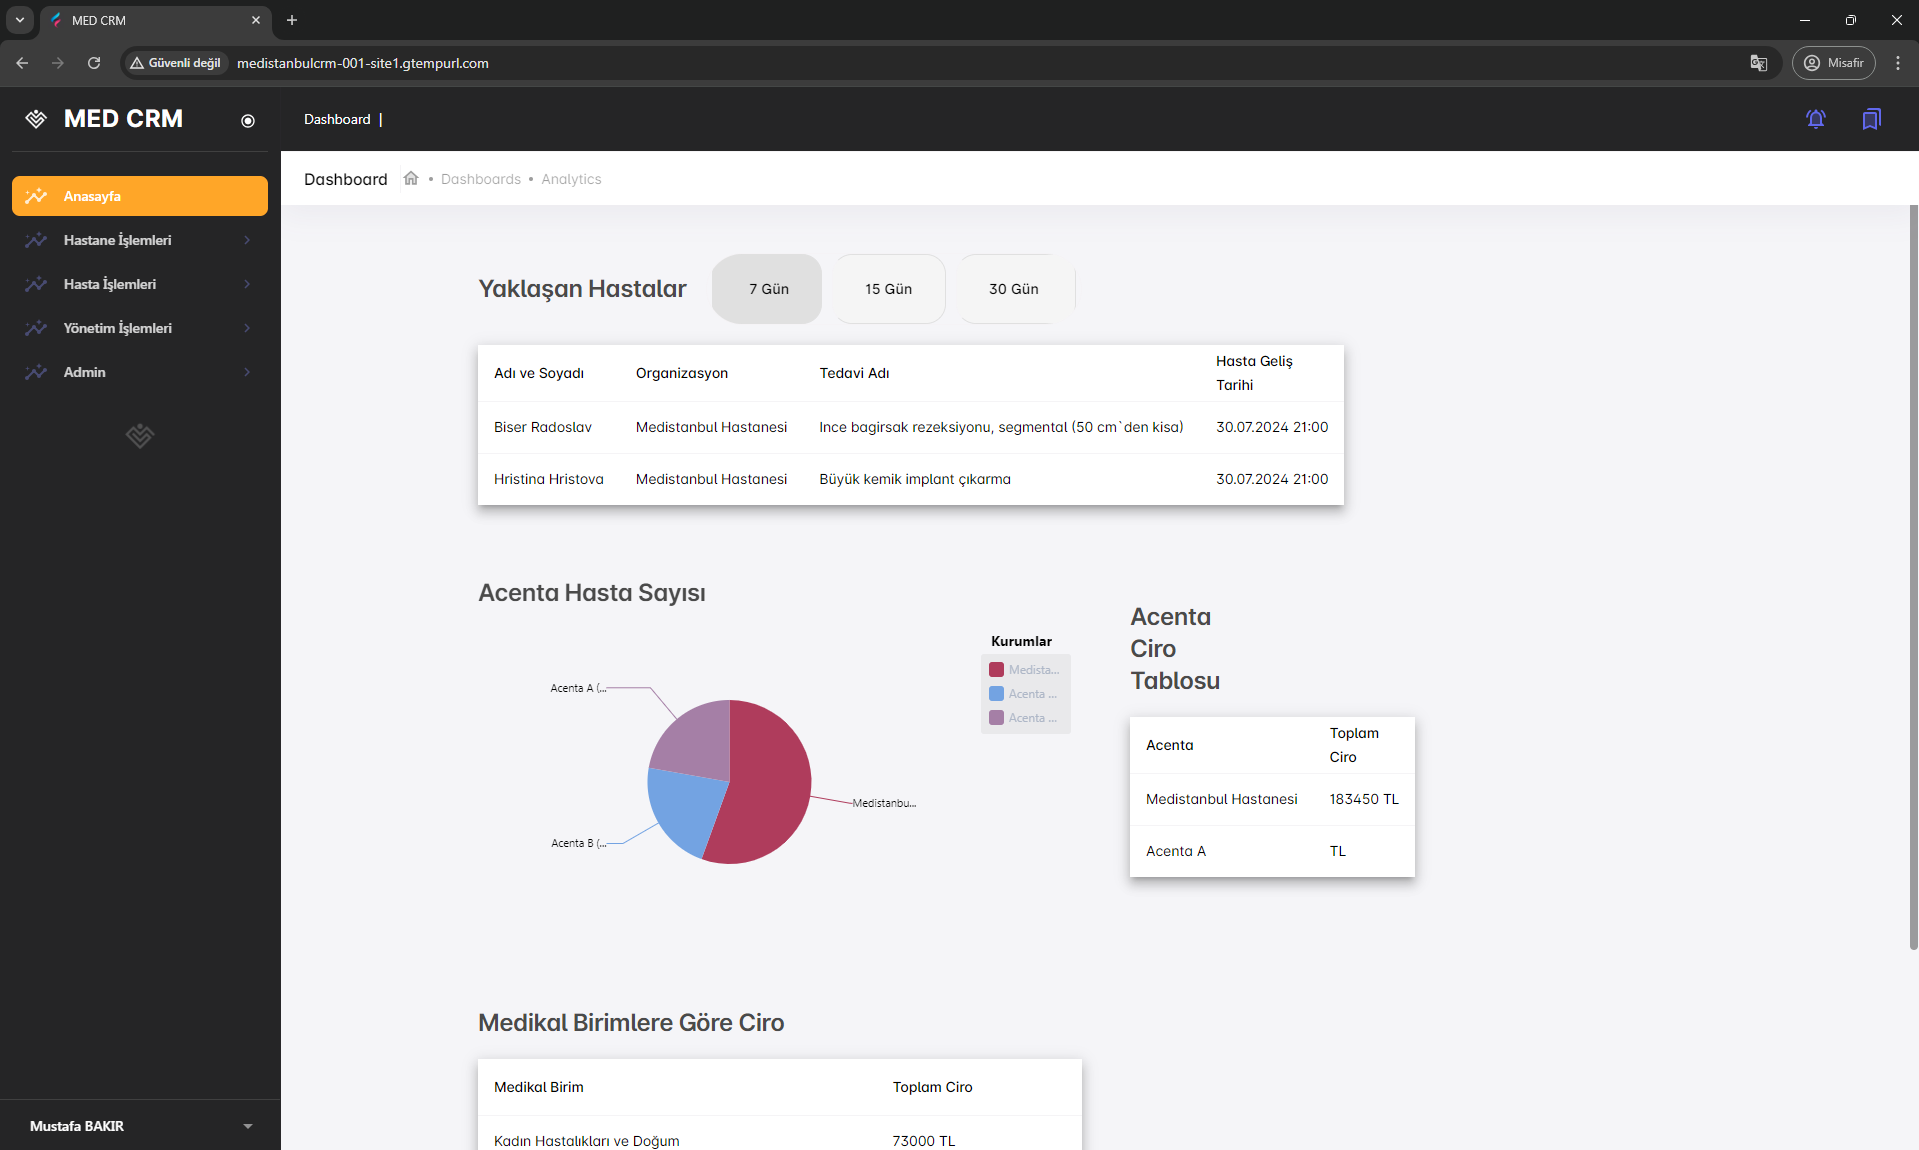 MED CRM
Güvenli değil
medistanbulcrm-001-site1.gtempurl.com
Misafir
MED CRM
Dashboard |
Dashboard • Dashboards • Analytics
Anasayfa
Hastane İşlemleri
Hasta İşlemleri
Yönetim İşlemleri
Admin
Mustafa BAKIR
Yaklaşan Hastalar
7 Gün
15 Gün
30 Gün
Adı ve Soyadı
Organizasyon
Tedavi Adı
Hasta Geliş
Tarihi
Biser Radoslav
Medistanbul Hastanesi
Ince bagirsak rezeksiyonu, segmental (50 cm`den kisa)
30.07.2024 21:00
Hristina Hristova
Medistanbul Hastanesi
Büyük kemik implant çıkarma
30.07.2024 21:00
Acenta Hasta Sayısı
Acenta A (...
Acenta B (...
Medistanbu...
Kurumlar
Medista...
Acenta ...
Acenta ...
Acenta
Ciro
Tablosu
Acenta
Toplam
Ciro
Medistanbul Hastanesi
183450 TL
Acenta A
TL
Medikal Birimlere Göre Ciro
Medikal Birim
Toplam Ciro
Kadın Hastalıkları ve Doğum
73000 TL